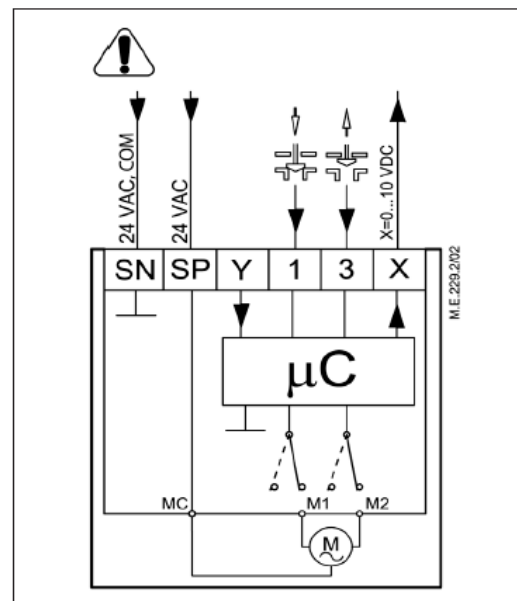 24 VAC, COM
24 VAC
X=0...10 VDC
SN SP Y 1 3 X
M.E.229.2/02
µC
MC M1 M2
M